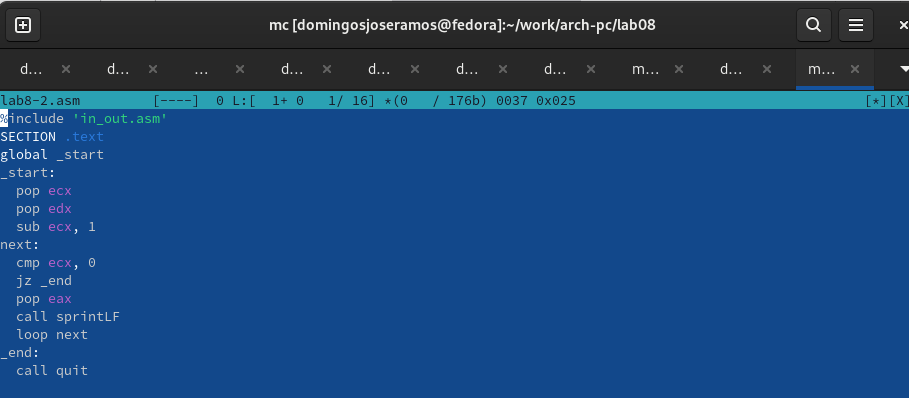 mc [domingosjoseramos@fedora]:~/work/arch-pc/lab08
d... d... ... d... d... d... d... m... d... m...
lab8-2.asm [----] 0 L:[ 1+ 0 1/ 16] *(0 / 176b) 0037 0x025 [*][X]
%include 'in_out.asm'
SECTION .text
global _start
_start:
  pop ecx
  pop edx
  sub ecx, 1
next:
  cmp ecx, 0
  jz _end
  pop eax
  call sprintLF
  loop next
_end:
  call quit